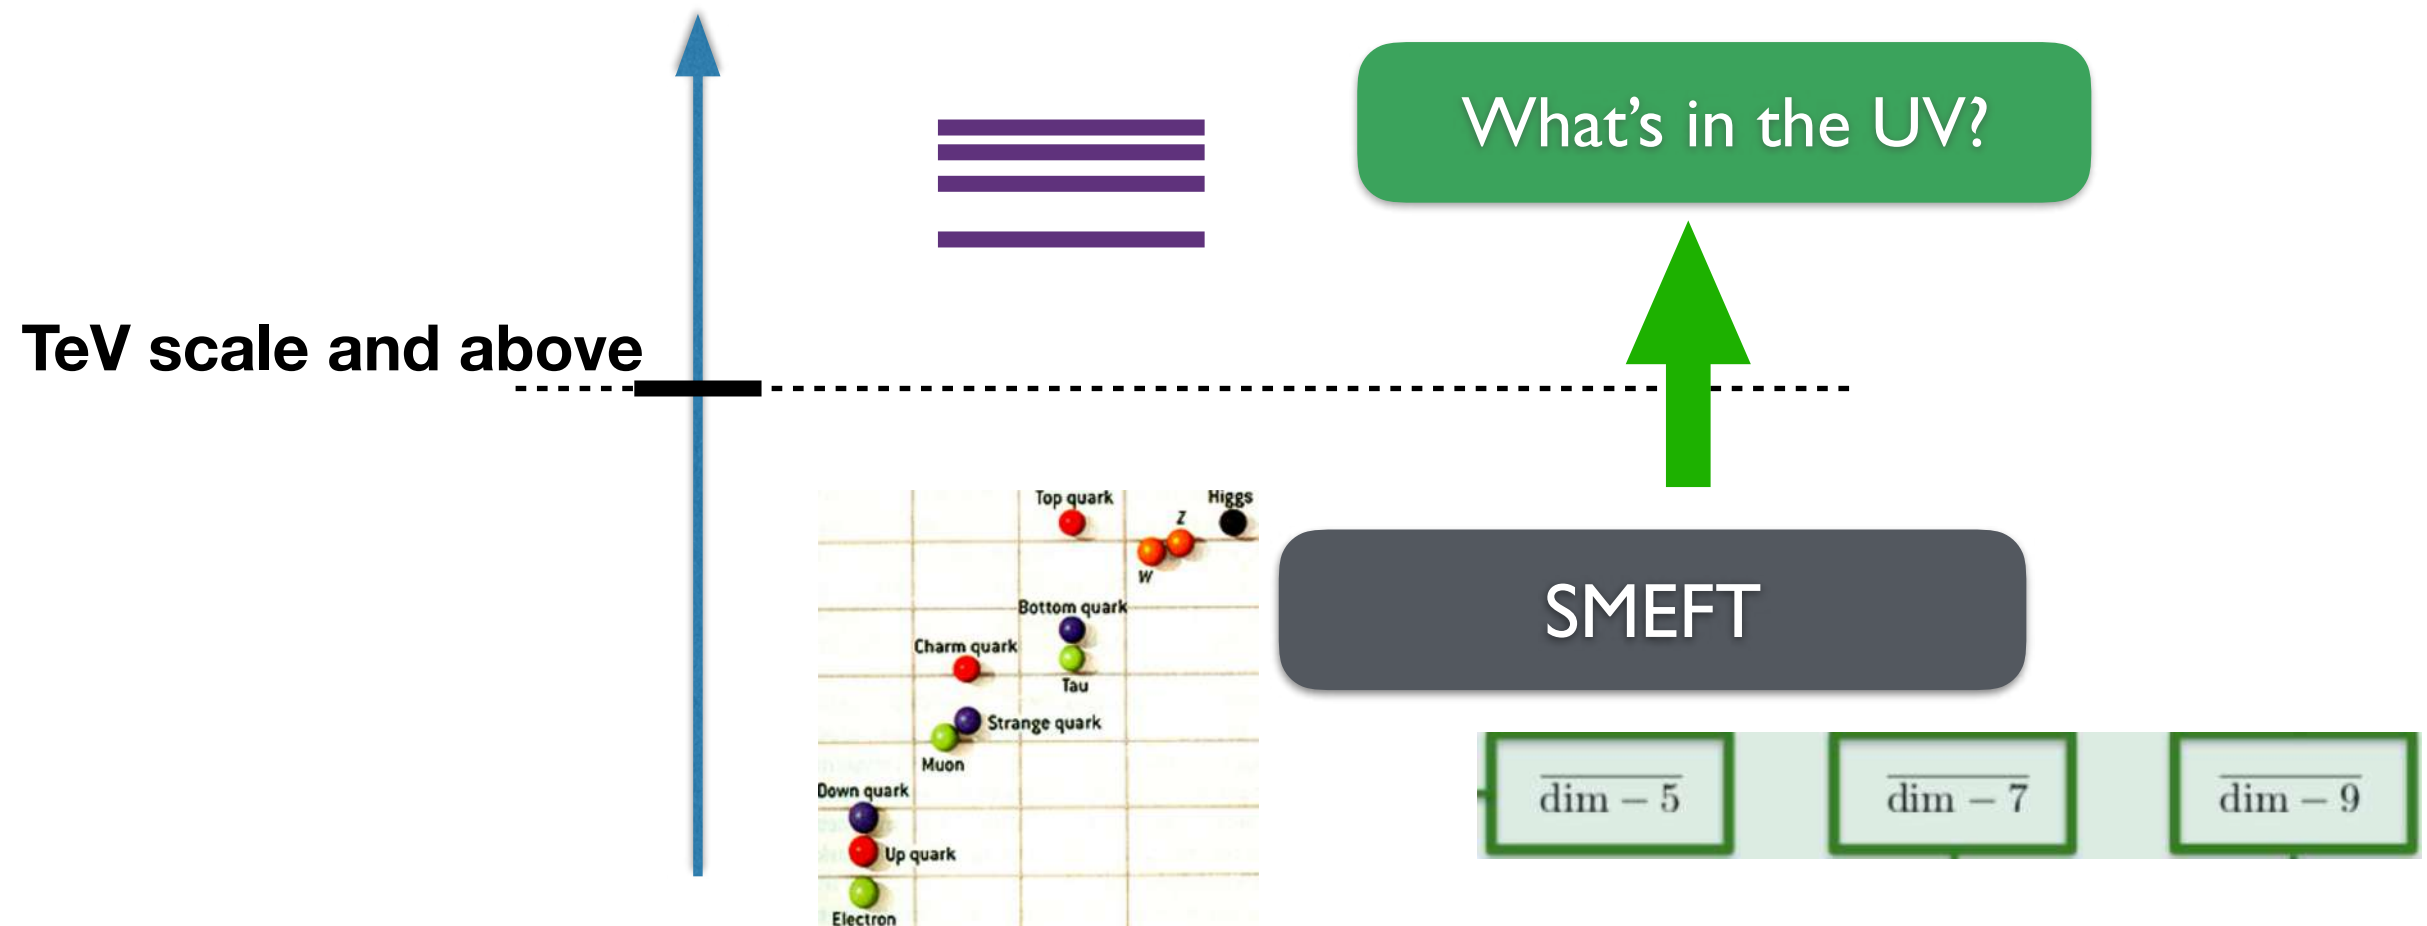 What's in the UV?
TeV scale and above
Top quark
Higgs
Z
W
SMEFT
Bottom quark
Charm quark
Tau
Strange quark
Muon
Down quark
Up quark
Electron
dim − 5
dim − 7
dim − 9